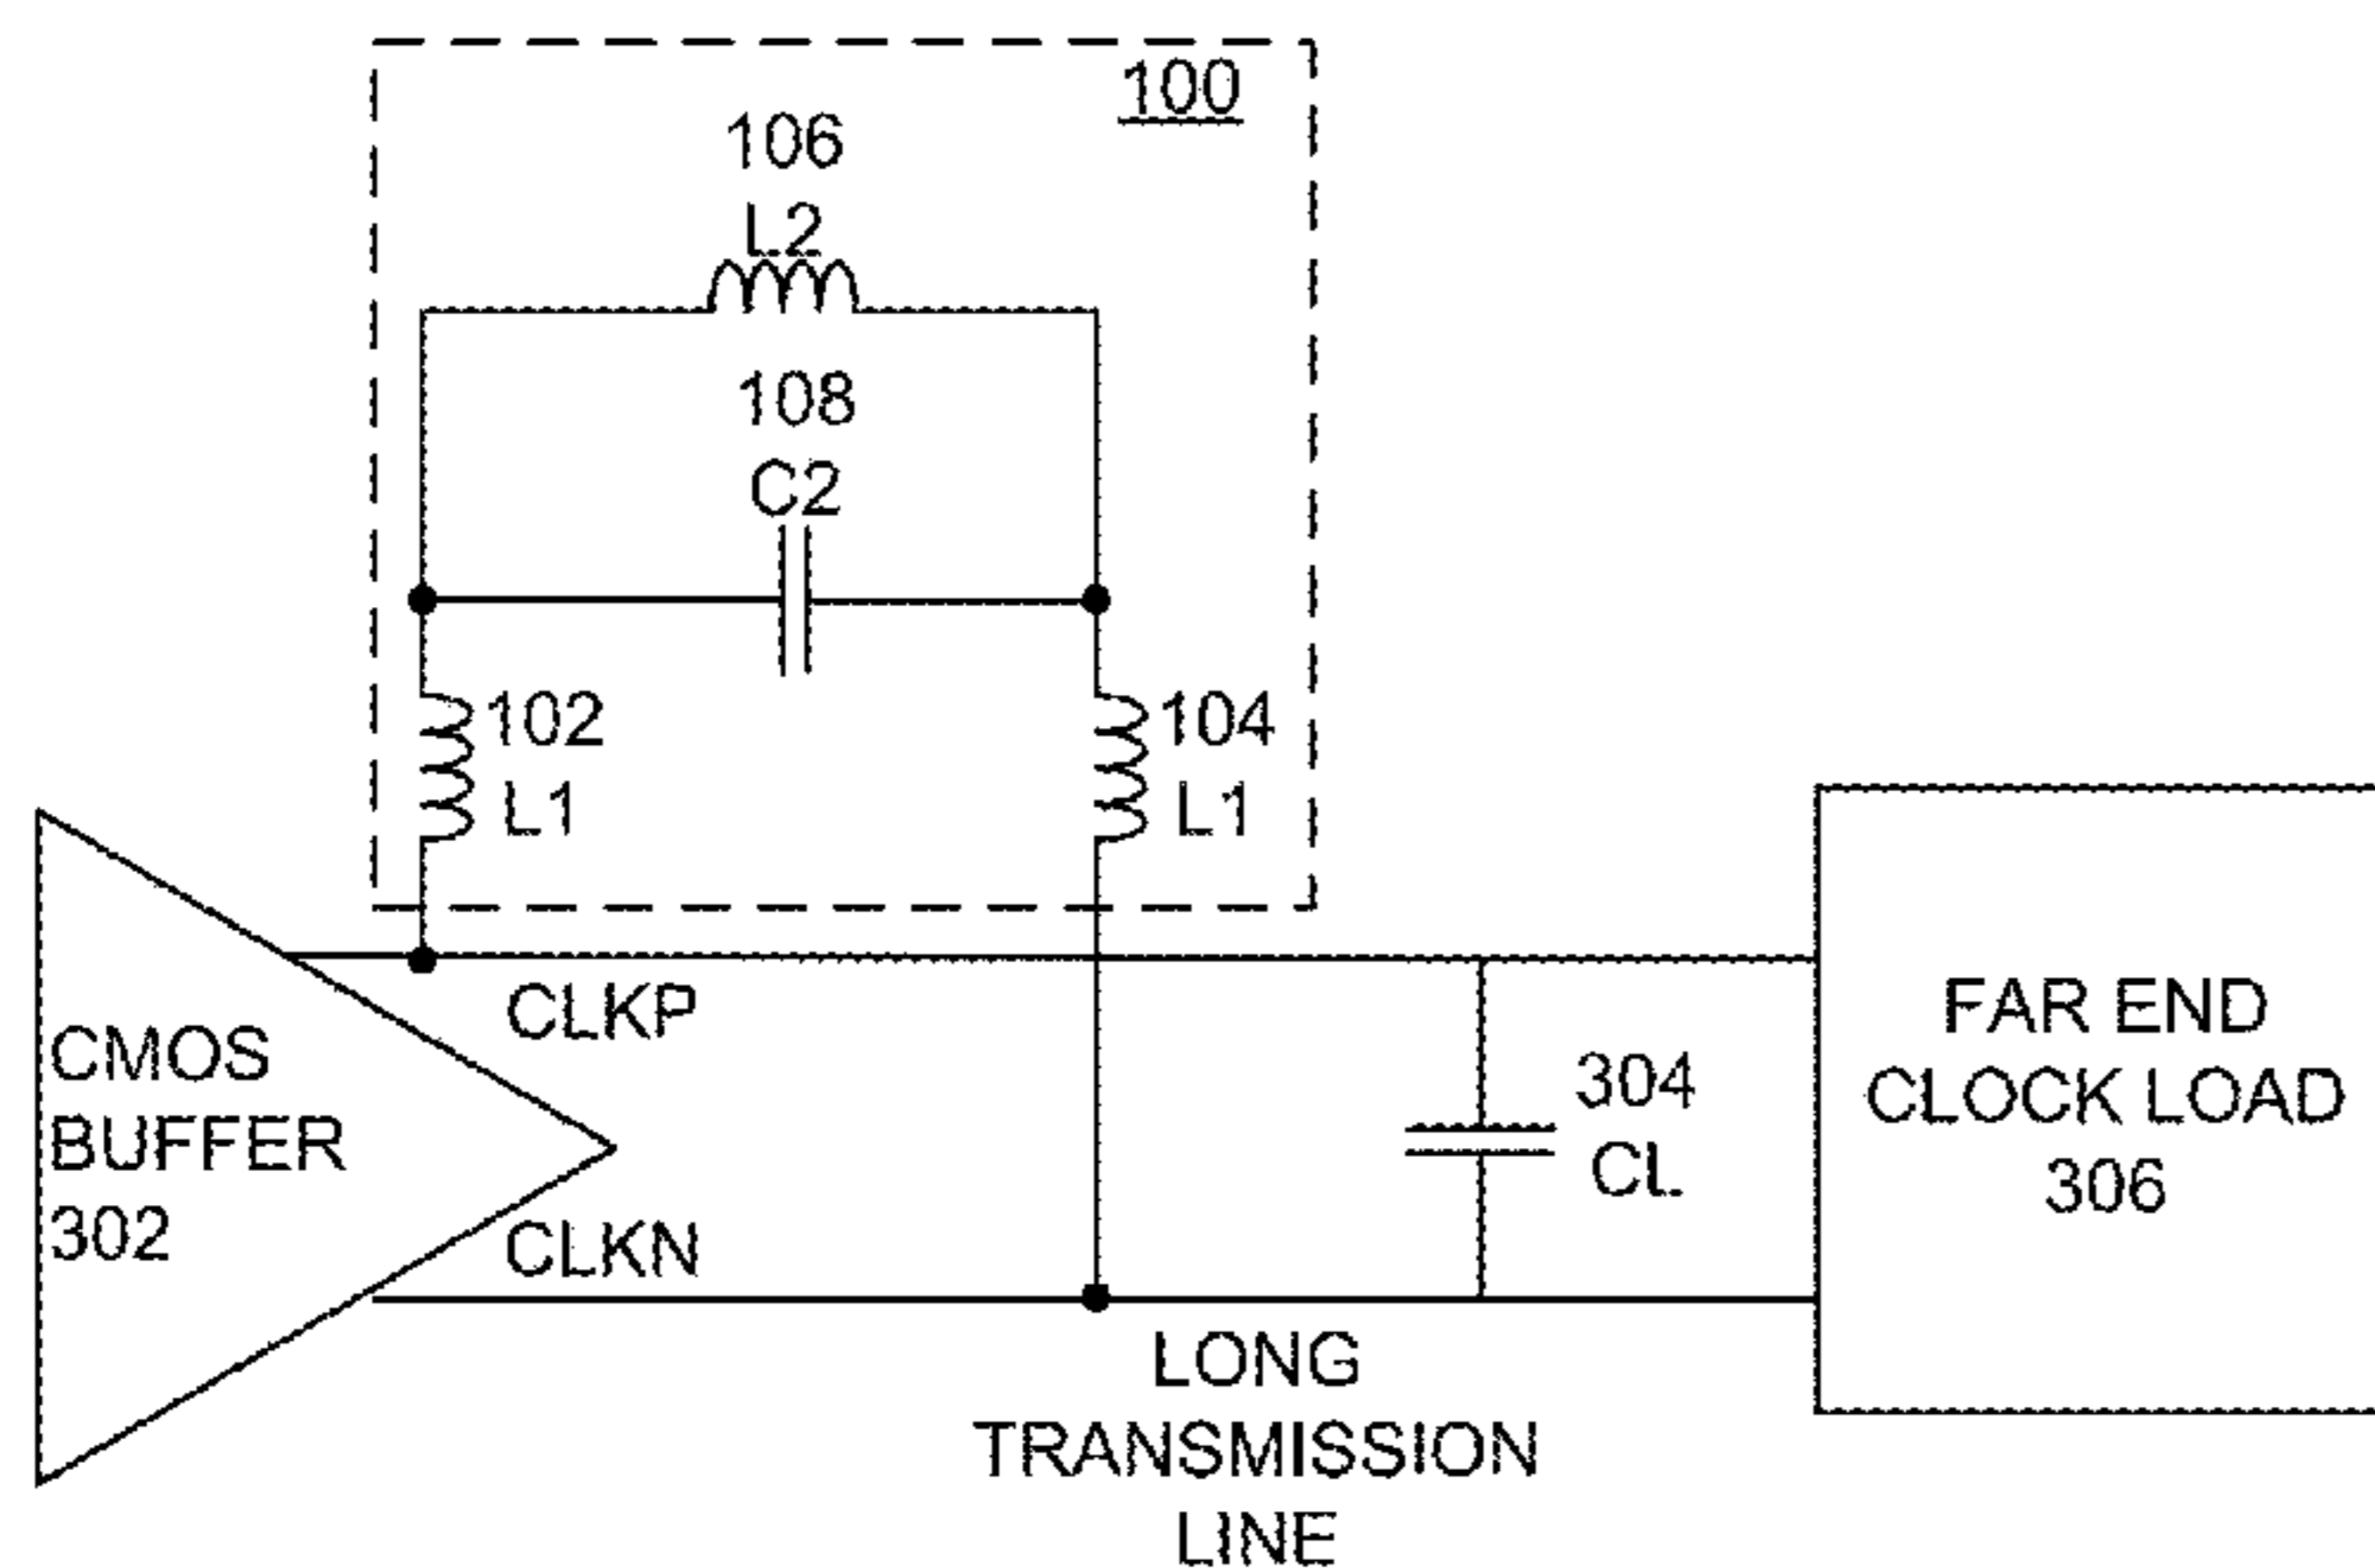 100
106
L2
108
C2
102
L1
104
L1
CLKP
CMOS
BUFFER
302
CLKN
304
CL
FAR END
CLOCK LOAD
306
LONG
TRANSMISSION
LINE